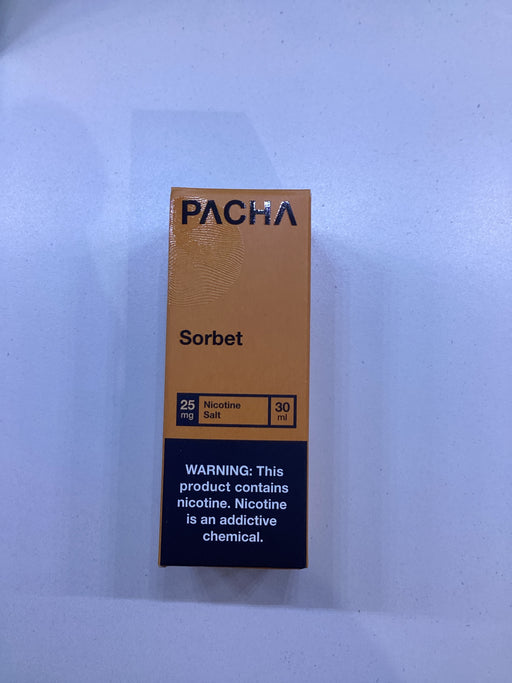 PACHA
Sorbet
25 mg
Nicotine Salt
30 ml
WARNING: This
product contains
nicotine. Nicotine
is an addictive
chemical.